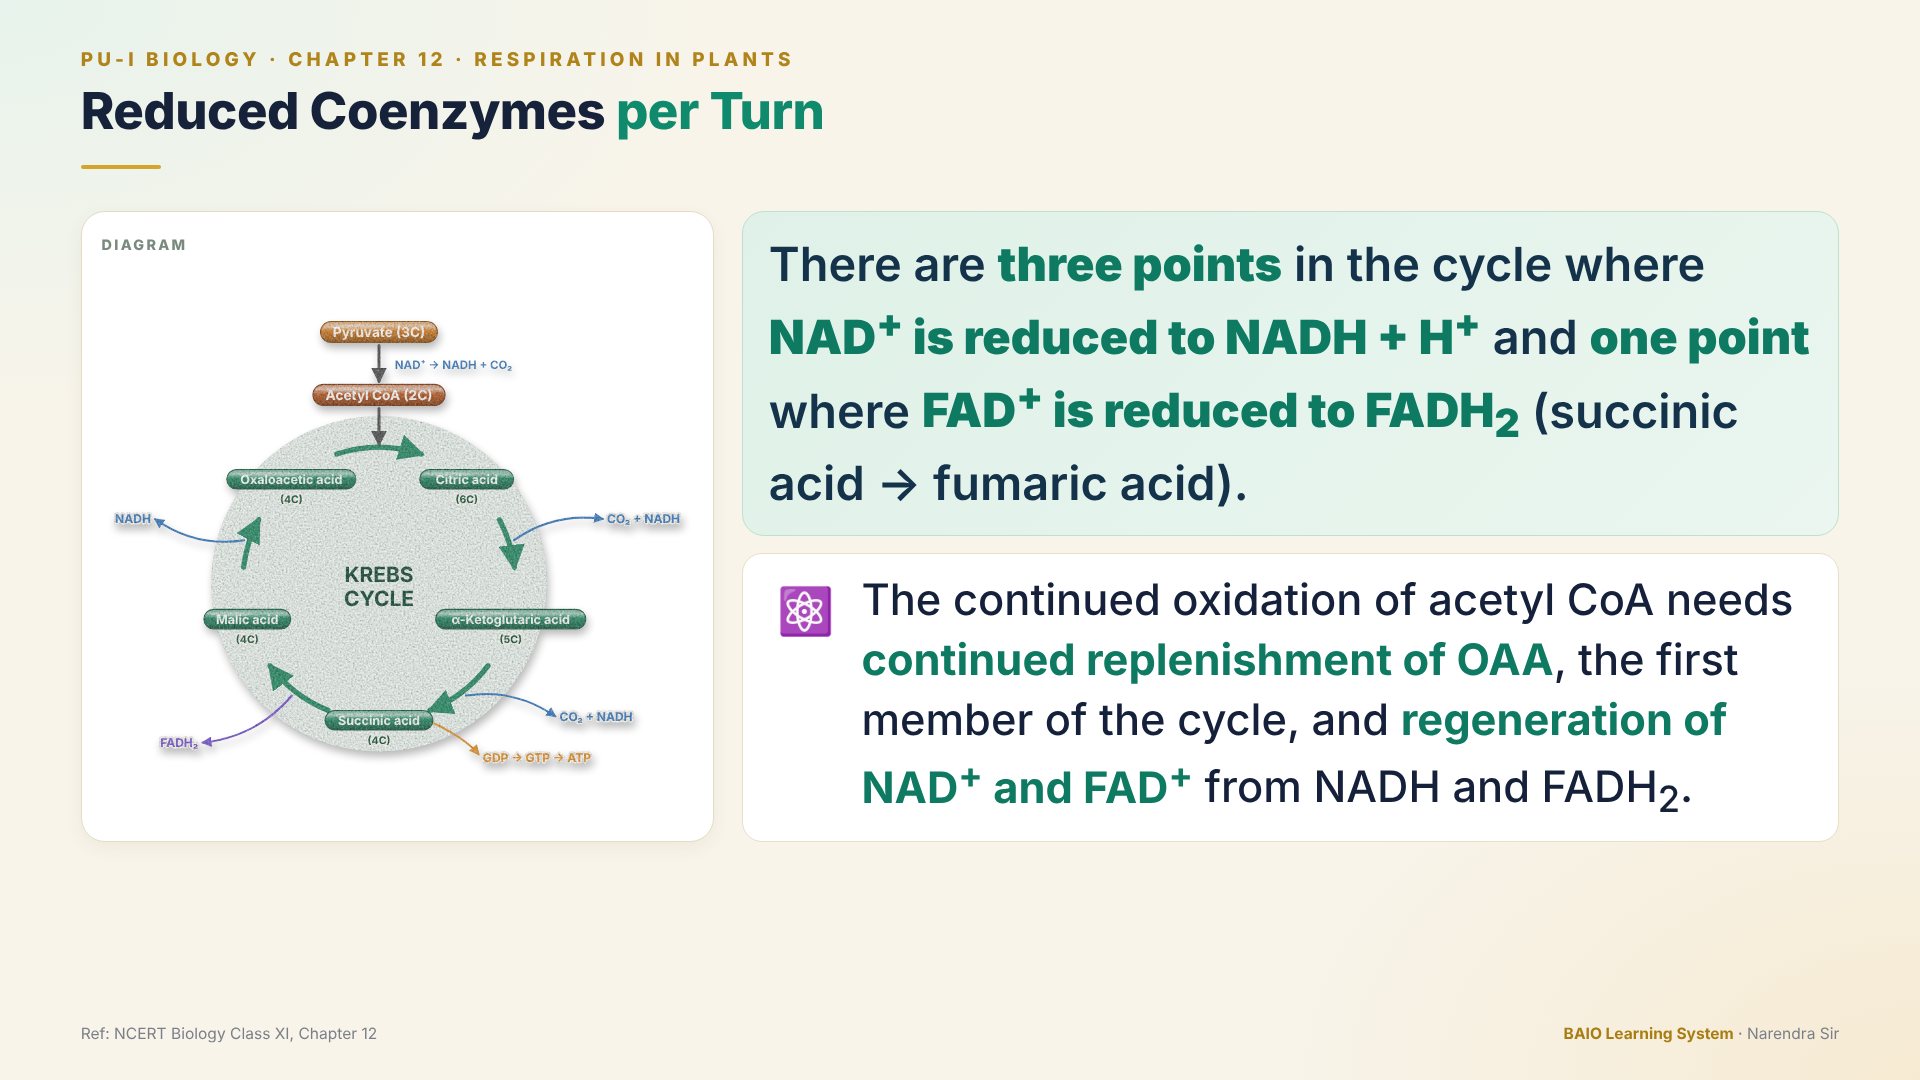 PU-I BIOLOGY · CHAPTER 12 · RESPIRATION IN PLANTS
Reduced Coenzymes per Turn
DIAGRAM
Pyruvate (3C)
NAD⁺ → NADH + CO₂
Acetyl CoA (2C)
Oxaloacetic acid
(4C)
Citric acid
(6C)
NADH
CO₂ + NADH
KREBS
CYCLE
Malic acid
(4C)
α-Ketoglutaric acid
(5C)
Succinic acid
(4C)
CO₂ + NADH
FADH₂
GDP → GTP → ATP
There are three points in the cycle where
NAD⁺ is reduced to NADH + H⁺ and one point
where FAD⁺ is reduced to FADH₂ (succinic
acid → fumaric acid).
The continued oxidation of acetyl CoA needs
continued replenishment of OAA, the first
member of the cycle, and regeneration of
NAD⁺ and FAD⁺ from NADH and FADH₂.
Ref: NCERT Biology Class XI, Chapter 12
BAIO Learning System · Narendra Sir